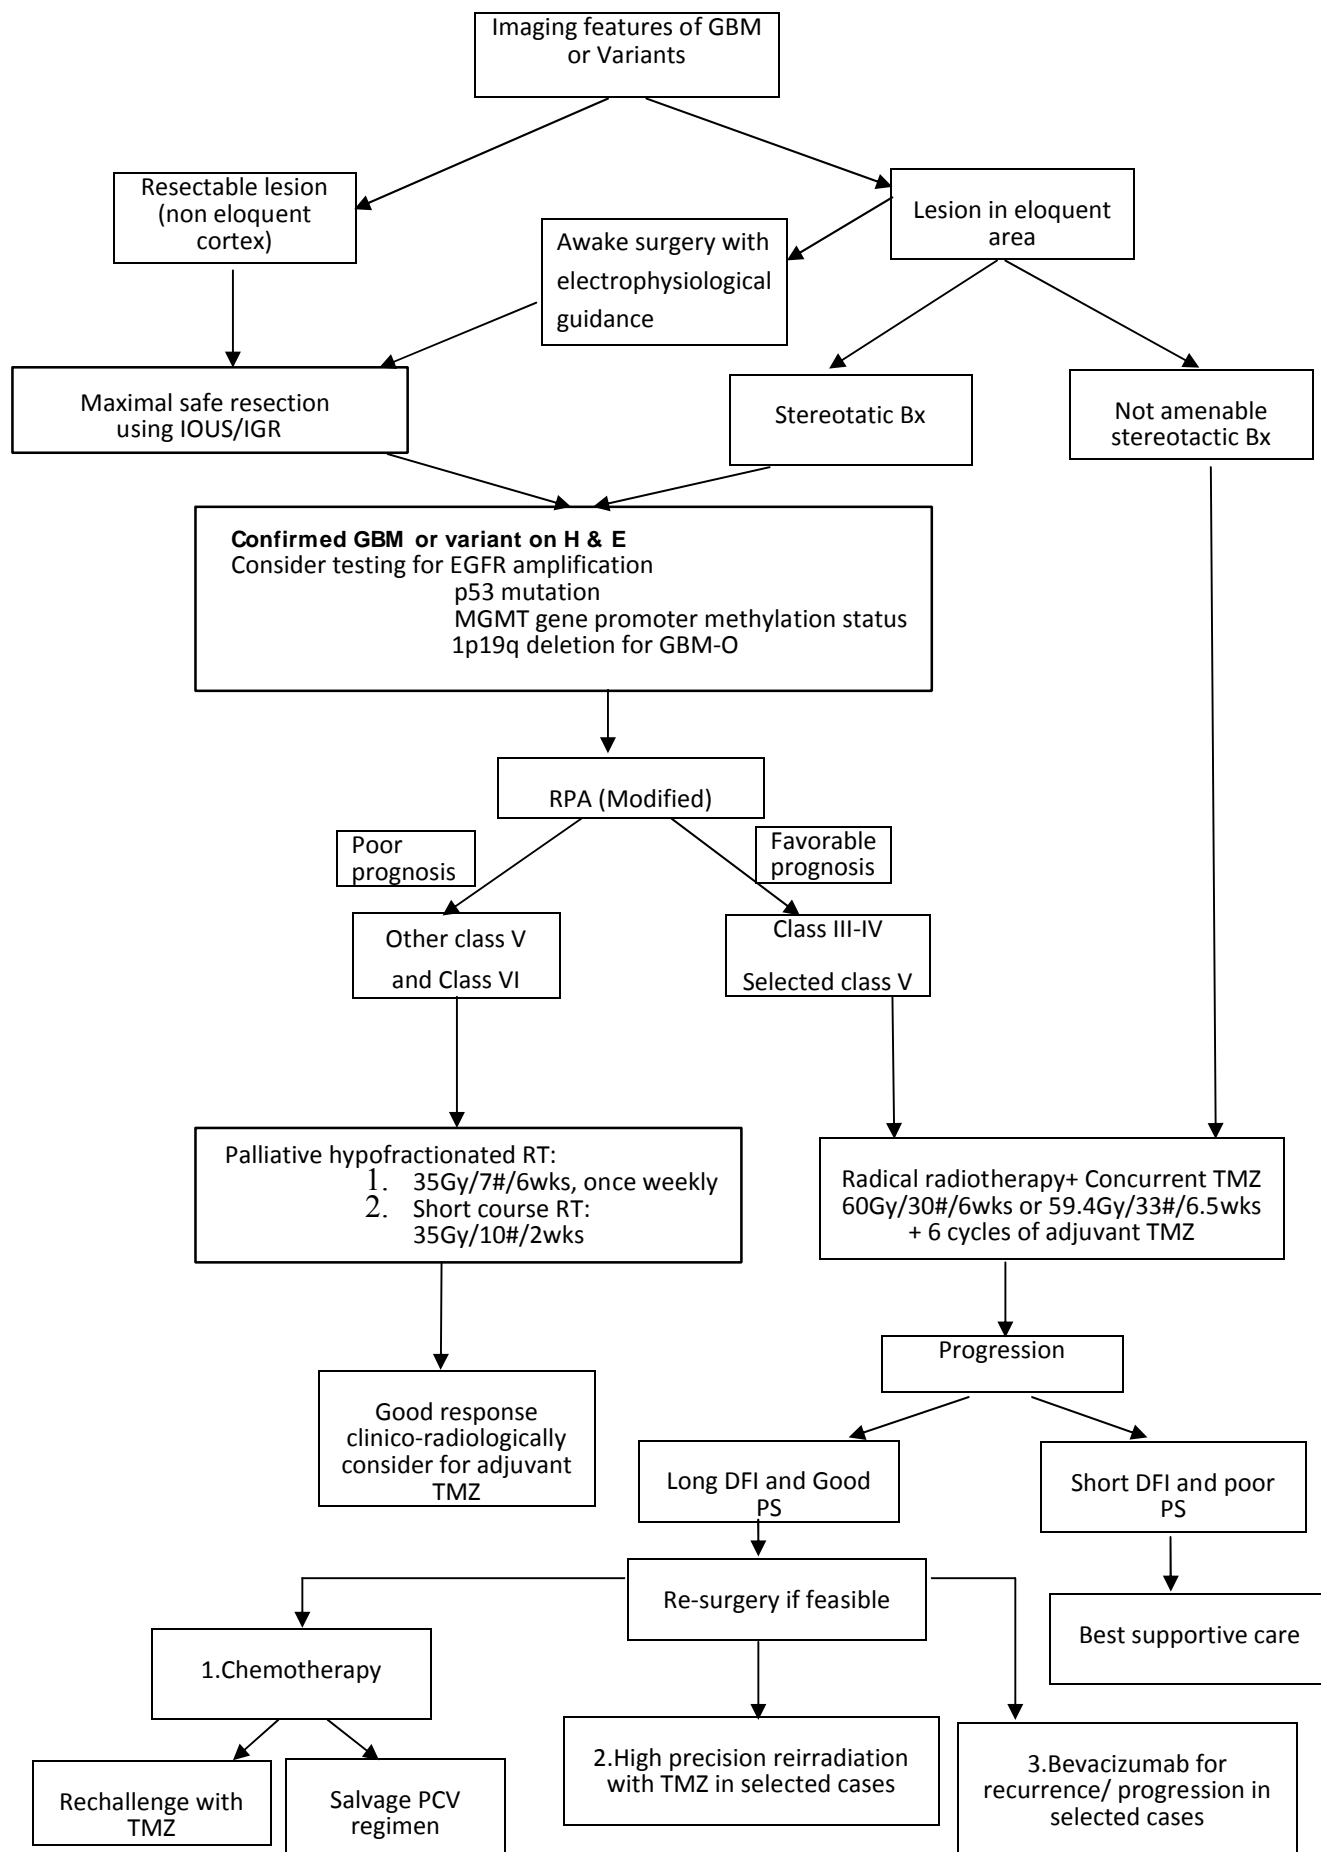 Imaging features of GBM
or Variants
Resectable lesion
(non eloquent
cortex)
Lesion in eloquent
area
Awake surgery with
electrophysiological
guidance
Maximal safe resection
using IOUS/IGR
Stereotatic Bx
Not amenable
stereotactic Bx
Confirmed GBM or variant on H & E
Consider testing for EGFR amplification
p53 mutation
MGMT gene promoter methylation status
1p19q deletion for GBM-O
RPA (Modified)
Poor
prognosis
Favorable
prognosis
Other class V
and Class VI
Class III-IV
Selected class V
Palliative hypofractionated RT:
1. 35Gy/7#/6wks, once weekly
2. Short course RT:
35Gy/10#/2wks
Radical radiotherapy+ Concurrent TMZ
60Gy/30#/6wks or 59.4Gy/33#/6.5wks
+ 6 cycles of adjuvant TMZ
Progression
Good response
clinico-radiologically
consider for adjuvant
TMZ
Long DFI and Good
PS
Short DFI and poor
PS
Re-surgery if feasible
Best supportive care
1.Chemotherapy
2.High precision reirradiation
with TMZ in selected cases
3.Bevacizumab for
recurrence/ progression in
selected cases
Rechallenge with
TMZ
Salvage PCV
regimen